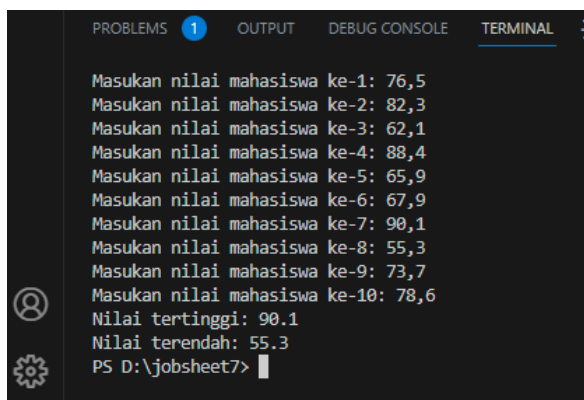 PROBLEMS 1 OUTPUT DEBUG CONSOLE TERMINAL
Masukan nilai mahasiswa ke-1: 76,5
Masukan nilai mahasiswa ke-2: 82,3
Masukan nilai mahasiswa ke-3: 62,1
Masukan nilai mahasiswa ke-4: 88,4
Masukan nilai mahasiswa ke-5: 65,9
Masukan nilai mahasiswa ke-6: 67,9
Masukan nilai mahasiswa ke-7: 90,1
Masukan nilai mahasiswa ke-8: 55,3
Masukan nilai mahasiswa ke-9: 73,7
Masukan nilai mahasiswa ke-10: 78,6
Nilai tertinggi: 90.1
Nilai terendah: 55.3
PS D:\jobsheet7>